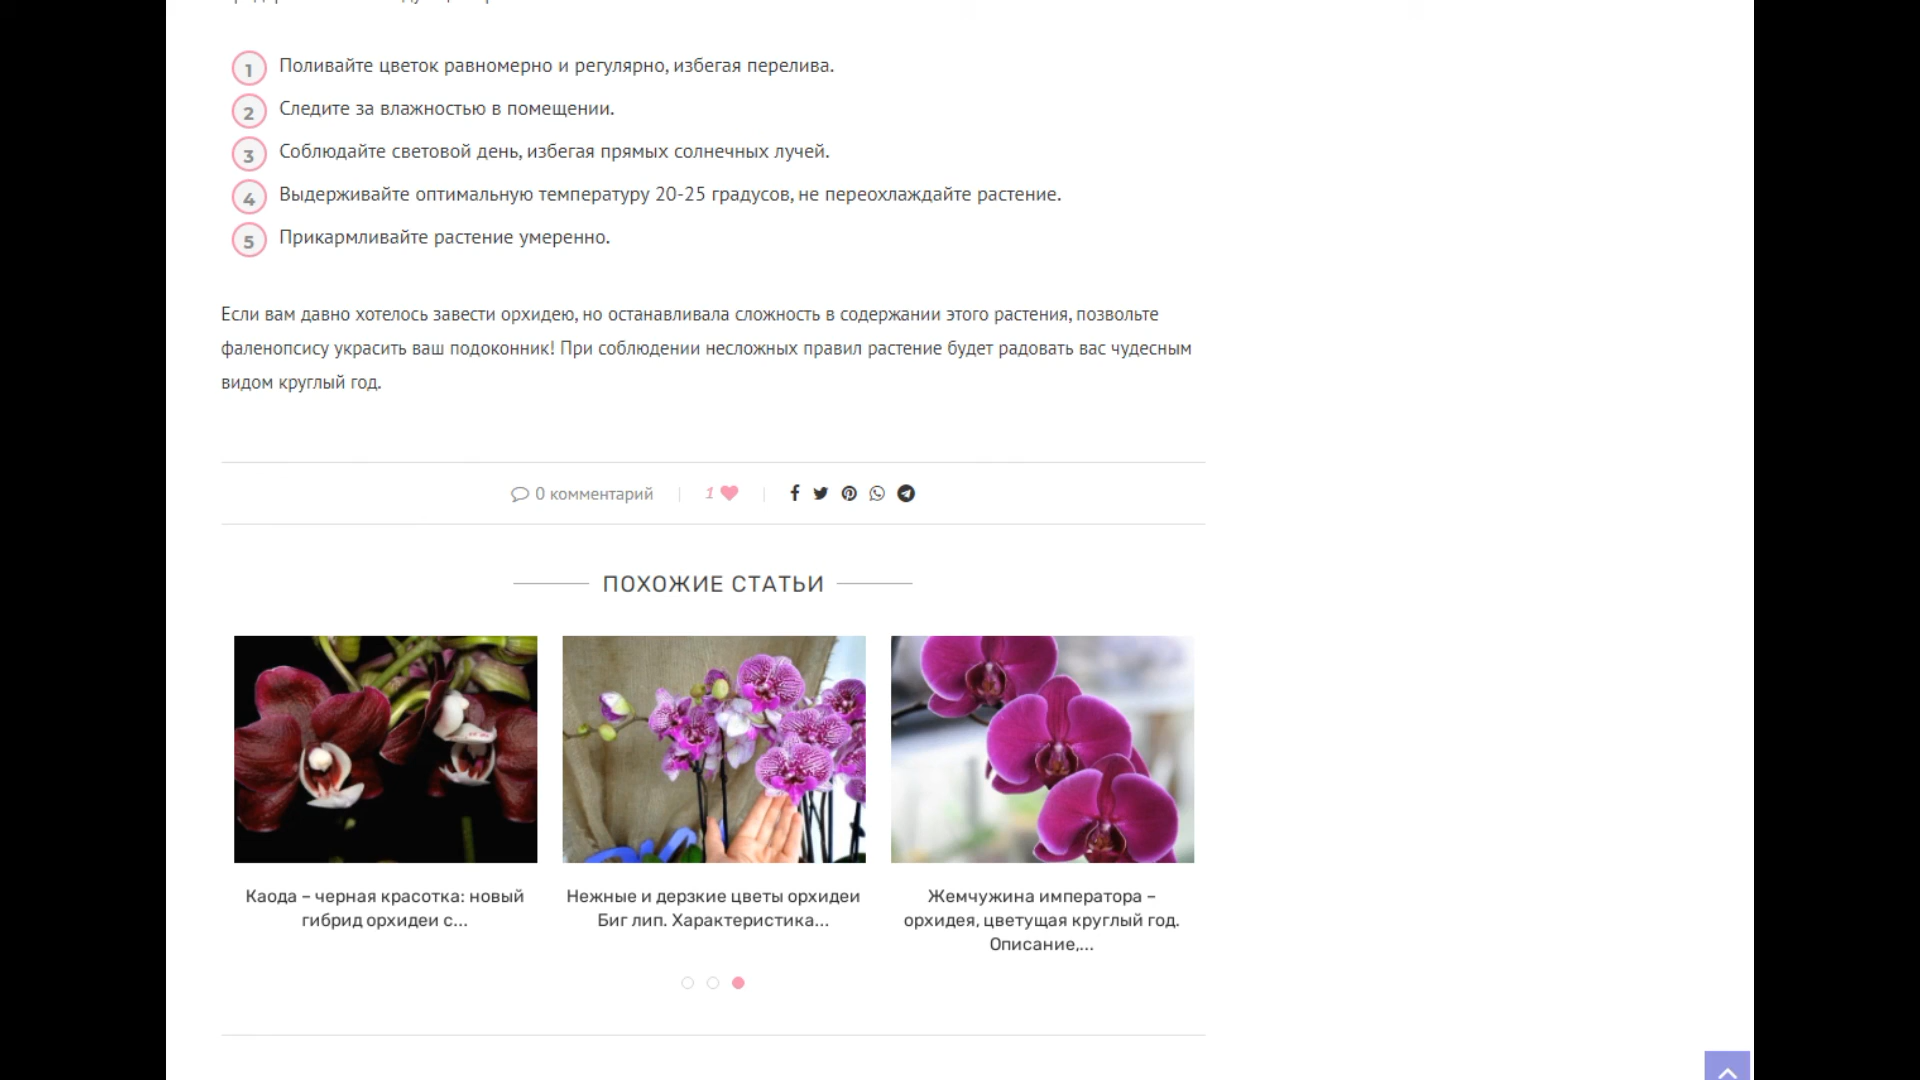 1 Поливайте цветок равномерно и регулярно, избегая перелива.
2 Следите за влажностью в помещении.
3 Соблюдайте световой день, избегая прямых солнечных лучей.
4 Выдерживайте оптимальную температуру 20-25 градусов, не переохлаждайте растение.
5 Прикармливайте растение умеренно.
Если вам давно хотелось завести орхидею, но останавливала сложность в содержании этого растения, позвольте
фаленопсису украсить ваш подоконник! При соблюдении несложных правил растение будет радовать вас чудесным
видом круглый год.
0 комментарий
1
ПОХОЖИЕ СТАТЬИ
Каода – черная красотка: новый
гибрид орхидеи с...
Нежные и дерзкие цветы орхидеи
Биг лип. Характеристика...
Жемчужина императора –
орхидея, цветущая круглый год.
Описание,...